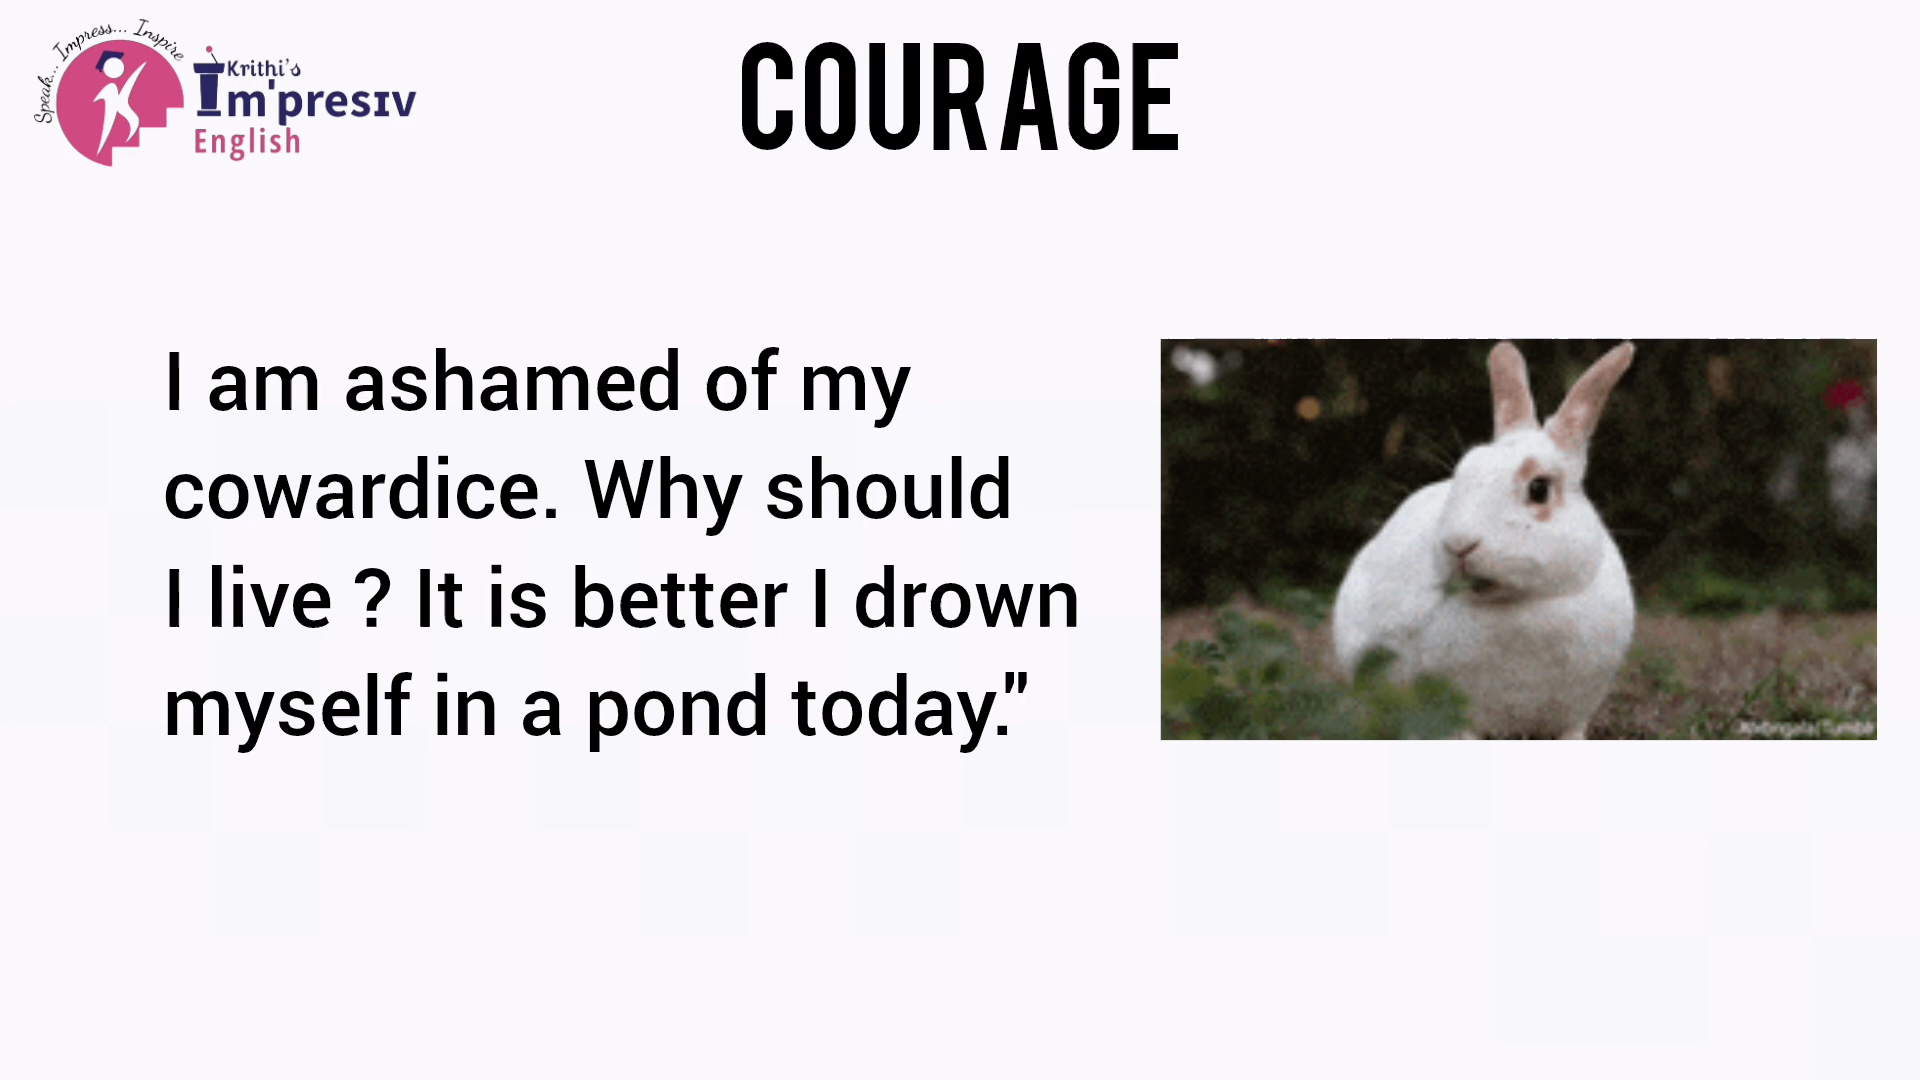 Speak... Impress... Inspire
Krithi's
Im'presıv
English
COURAGE
I am ashamed of my
cowardice. Why should
I live ? It is better I drown
myself in a pond today."